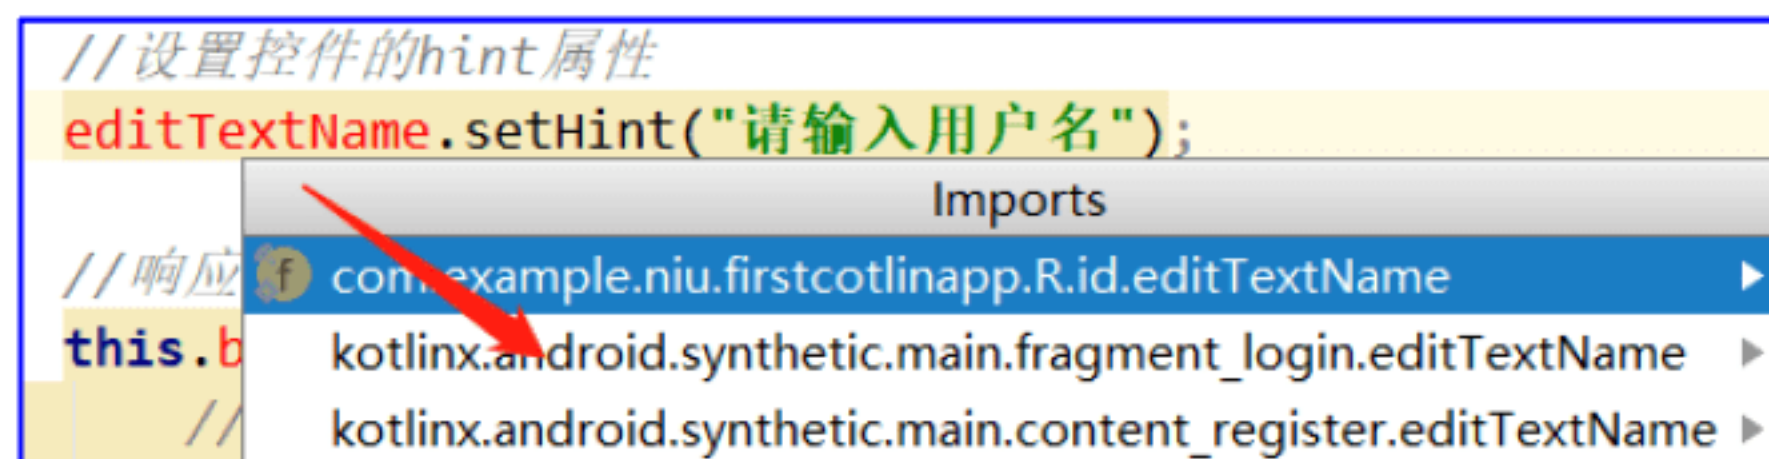 //设置控件的hint属性
editTextName.setHint("请输入用户名");
Imports
//响应
f com.example.niu.firstcotlinapp.R.id.editTextName
this.b
kotlinx.android.synthetic.main.fragment_login.editTextName
//
kotlinx.android.synthetic.main.content_register.editTextName